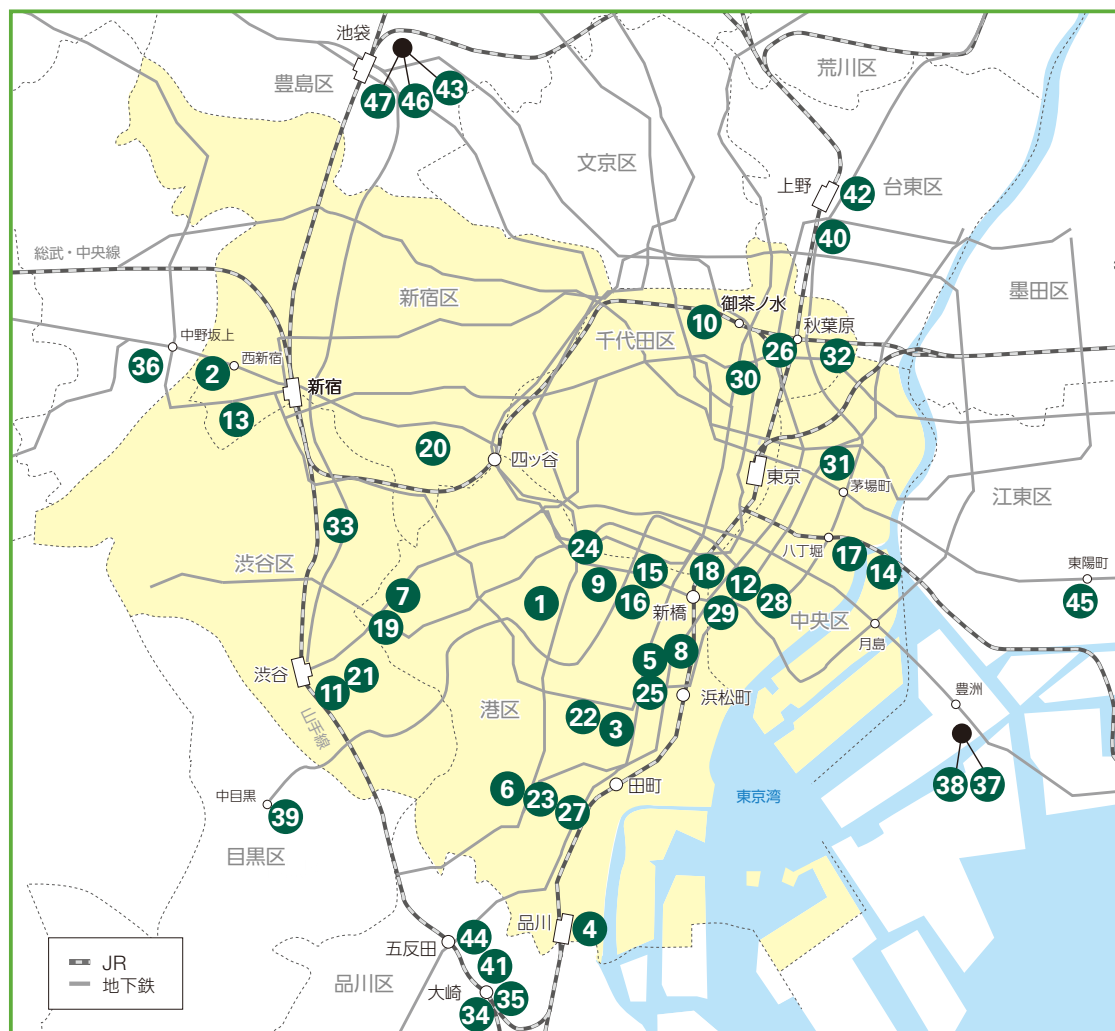 池袋
豊島区
荒川区
43
47
46
文京区
上野
42
台東区
40
総武・中央線
新宿区
墨田区
御茶ノ水
10
千代田区
秋葉原
中野坂上
36
西新宿
2
26
32
新宿
30
13
20
四ッ谷
31
東京
茅場町
江東区
33
八丁堀
渋谷区
24
17
14
東陽町
45
9
15
18
12
7
1
16
新橋
29
28
中央区
19
月島
渋谷
21
11
5
8
豊洲
25
浜松町
港区
山手線
22
3
38
37
6
23
27
田町
東京湾
中目黒
39
目黒区
品川
4
五反田
44
41
品川区
大崎
35
34
JR
地下鉄